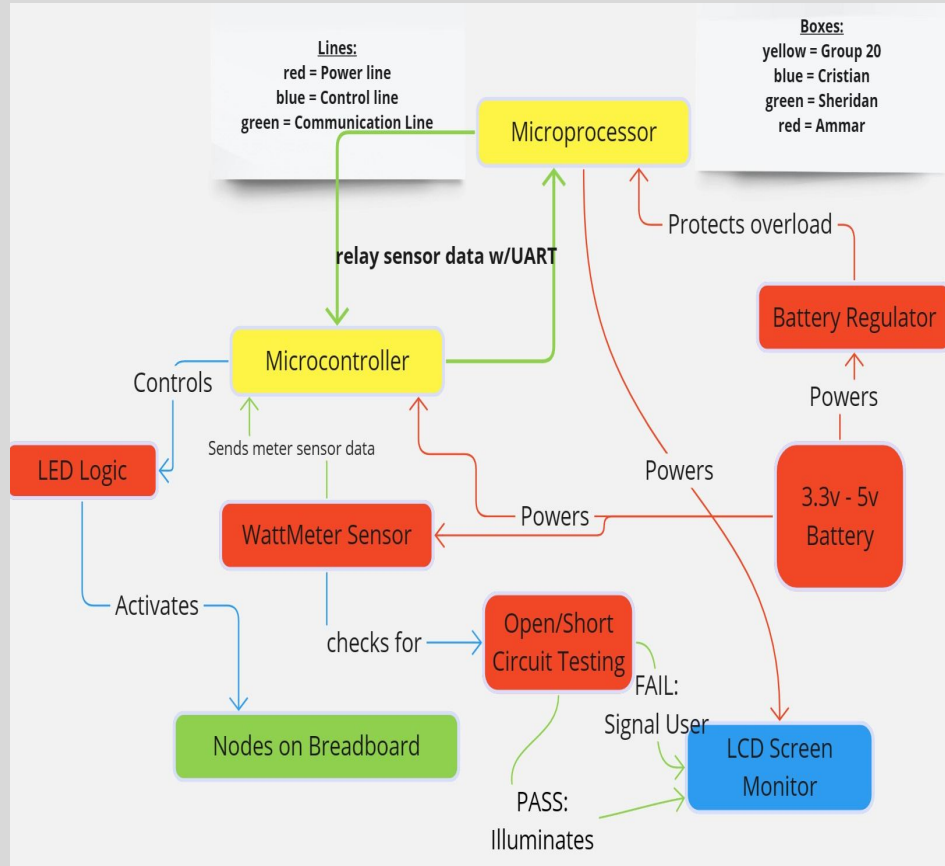 Lines:
red = Power line
blue = Control line
green = Communication Line
Boxes:
yellow = Group 20
blue = Cristian
green = Sheridan
red = Ammar
Microprocessor
Protects overload
relay sensor data w/UART
Battery Regulator
Microcontroller
Controls
Powers
Sends meter sensor data
LED Logic
Powers
3.3v - 5v
Battery
WattMeter Sensor
Powers
Activates
checks for
Open/Short
Circuit Testing
FAIL:
Signal User
Nodes on Breadboard
LCD Screen
Monitor
PASS:
Illuminates